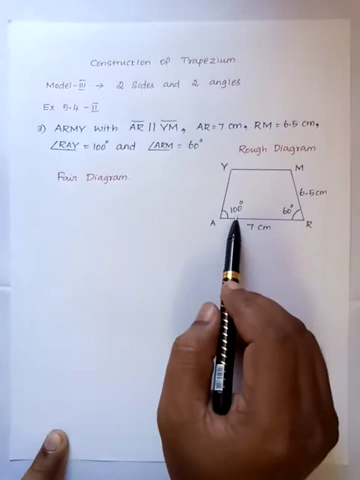 Construction of Trapezium
Model-III → 2 Sides and 2 angles
Ex 5.4 - II
3) ARMY with AR || YM, AR = 7 cm, RM = 6.5 cm,
∠RAY = 100° and ∠ARM = 60°
Rough Diagram
Fair Diagram
Y M
6.5 cm
100° 60°
A R
7 cm